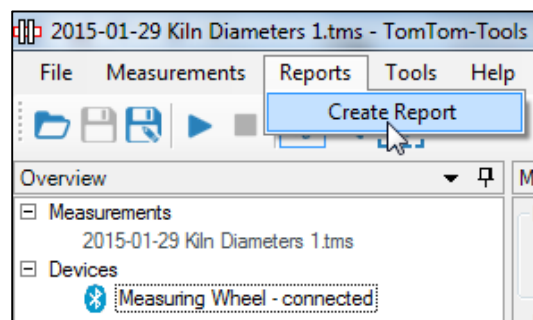 2015-01-29 Kiln Diameters 1.tms - TomTom-Tools
File Measurements Reports Tools Help
Create Report
Overview
M
Measurements
2015-01-29 Kiln Diameters 1.tms
Devices
Measuring Wheel - connected